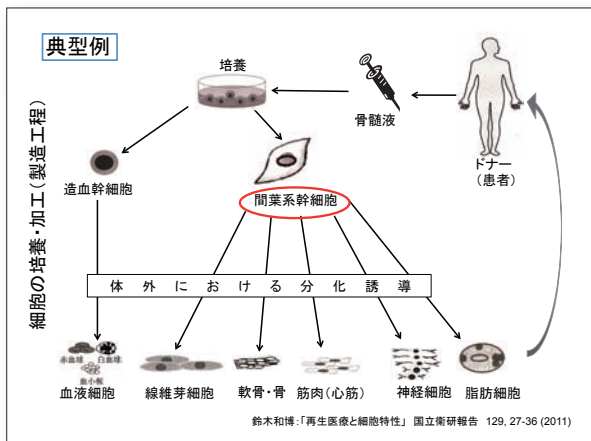 典型例
細胞の培養・加工(製造工程)
培養
骨髄液
ドナー
(患者)
造血幹細胞
間葉系幹細胞
体外における分化誘導
赤血球
白血球
血小板
血液細胞
線維芽細胞
軟骨・骨
筋肉(心筋)
神経細胞
脂肪細胞
鈴木和博:「再生医療と細胞特性」 国立衛研報告 129, 27-36 (2011)